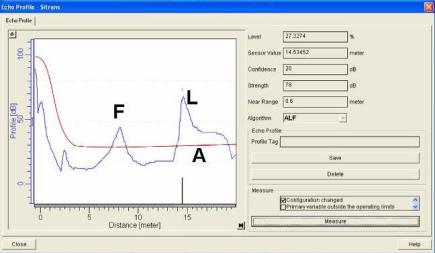 Echo Profile - Sitrans
Echo Profile
Level 27.3274 %
Sensor Value 14.53452 meter
Confidence 20 dB
Strength 78 dB
Near Range 0.6 meter
Algorithm ALF
Echo Profile
Profile Tag
Save
Delete
Measure
Configuration changed
Primary variable outside the operating limits
Measure
100
50
0
Profile [dB]
F
L
A
0 5 10 15
Distance [meter]
Close
Help